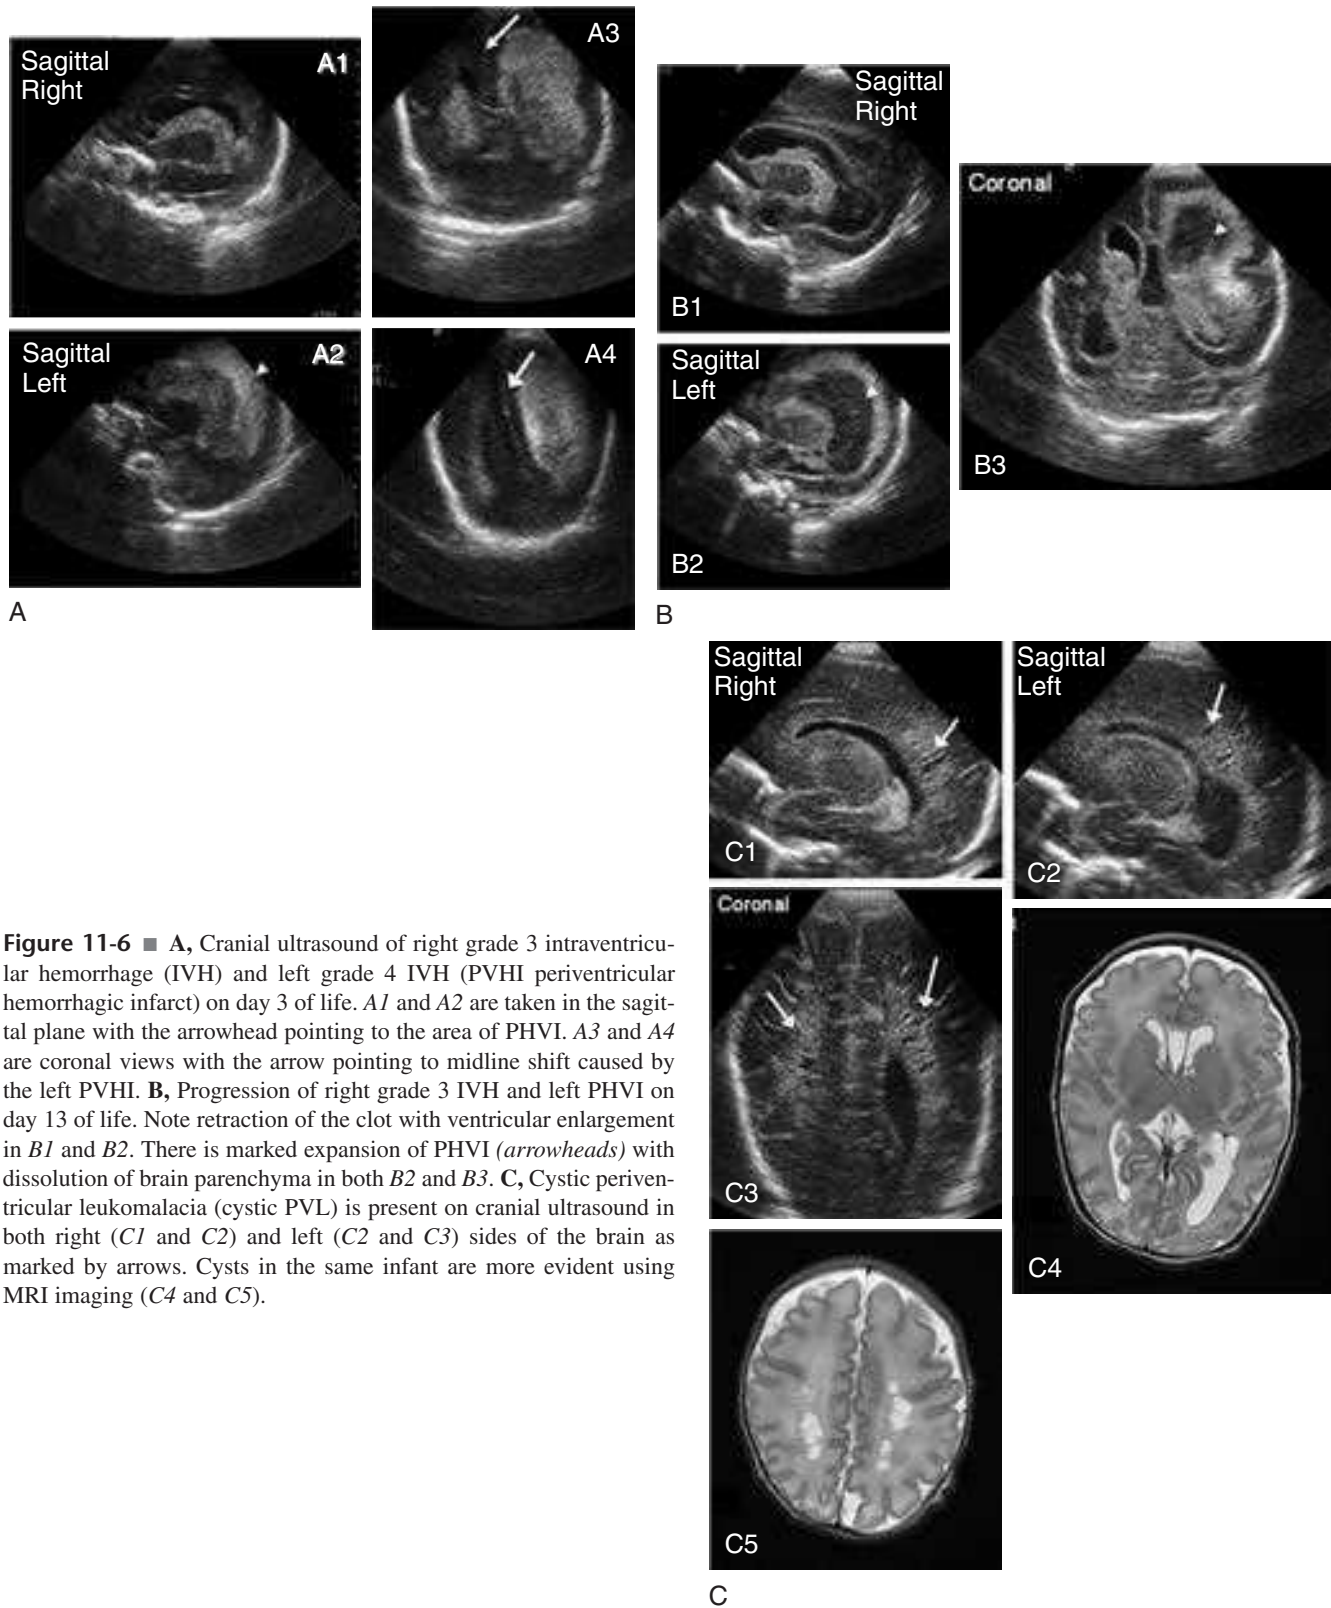 Sagittal
Right
A1
A3
Sagittal
Left
A2
A4
A
Sagittal
Right
B1
Sagittal
Left
B2
Coronal
B3
B
Sagittal
Right
C1
Sagittal
Left
C2
Coronal
C3
C4
C5
C
Figure 11-6 ■ A, Cranial ultrasound of right grade 3 intraventricu-
lar hemorrhage (IVH) and left grade 4 IVH (PVHI periventricular
hemorrhagic infarct) on day 3 of life. A1 and A2 are taken in the sagit-
tal plane with the arrowhead pointing to the area of PHVI. A3 and A4
are coronal views with the arrow pointing to midline shift caused by
the left PVHI. B, Progression of right grade 3 IVH and left PHVI on
day 13 of life. Note retraction of the clot with ventricular enlargement
in B1 and B2. There is marked expansion of PHVI (arrowheads) with
dissolution of brain parenchyma in both B2 and B3. C, Cystic periven-
tricular leukomalacia (cystic PVL) is present on cranial ultrasound in
both right (C1 and C2) and left (C2 and C3) sides of the brain as
marked by arrows. Cysts in the same infant are more evident using
MRI imaging (C4 and C5).